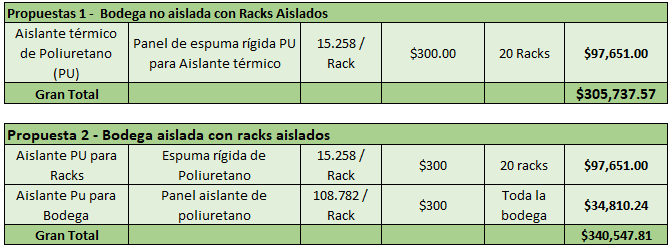 Propuestas 1 - Bodega no aislada con Racks Aislados
Aislante térmico
de Poliuretano
(PU)
Panel de espuma rígida PU
para Aislante térmico
15.258 /
Rack
$300.00
20 Racks
$97,651.00
Gran Total
$305,737.57
Propuesta 2 - Bodega aislada con racks aislados
Aislante PU para
Racks
Espuma rígida de
Poliuretano
15.258 /
Rack
$300
20 racks
$97,651.00
Aislante Pu para
Bodega
Panel aislante de
poliuretano
108.782 /
Rack
$300
Toda la
bodega
$34,810.24
Gran Total
$340,547.81